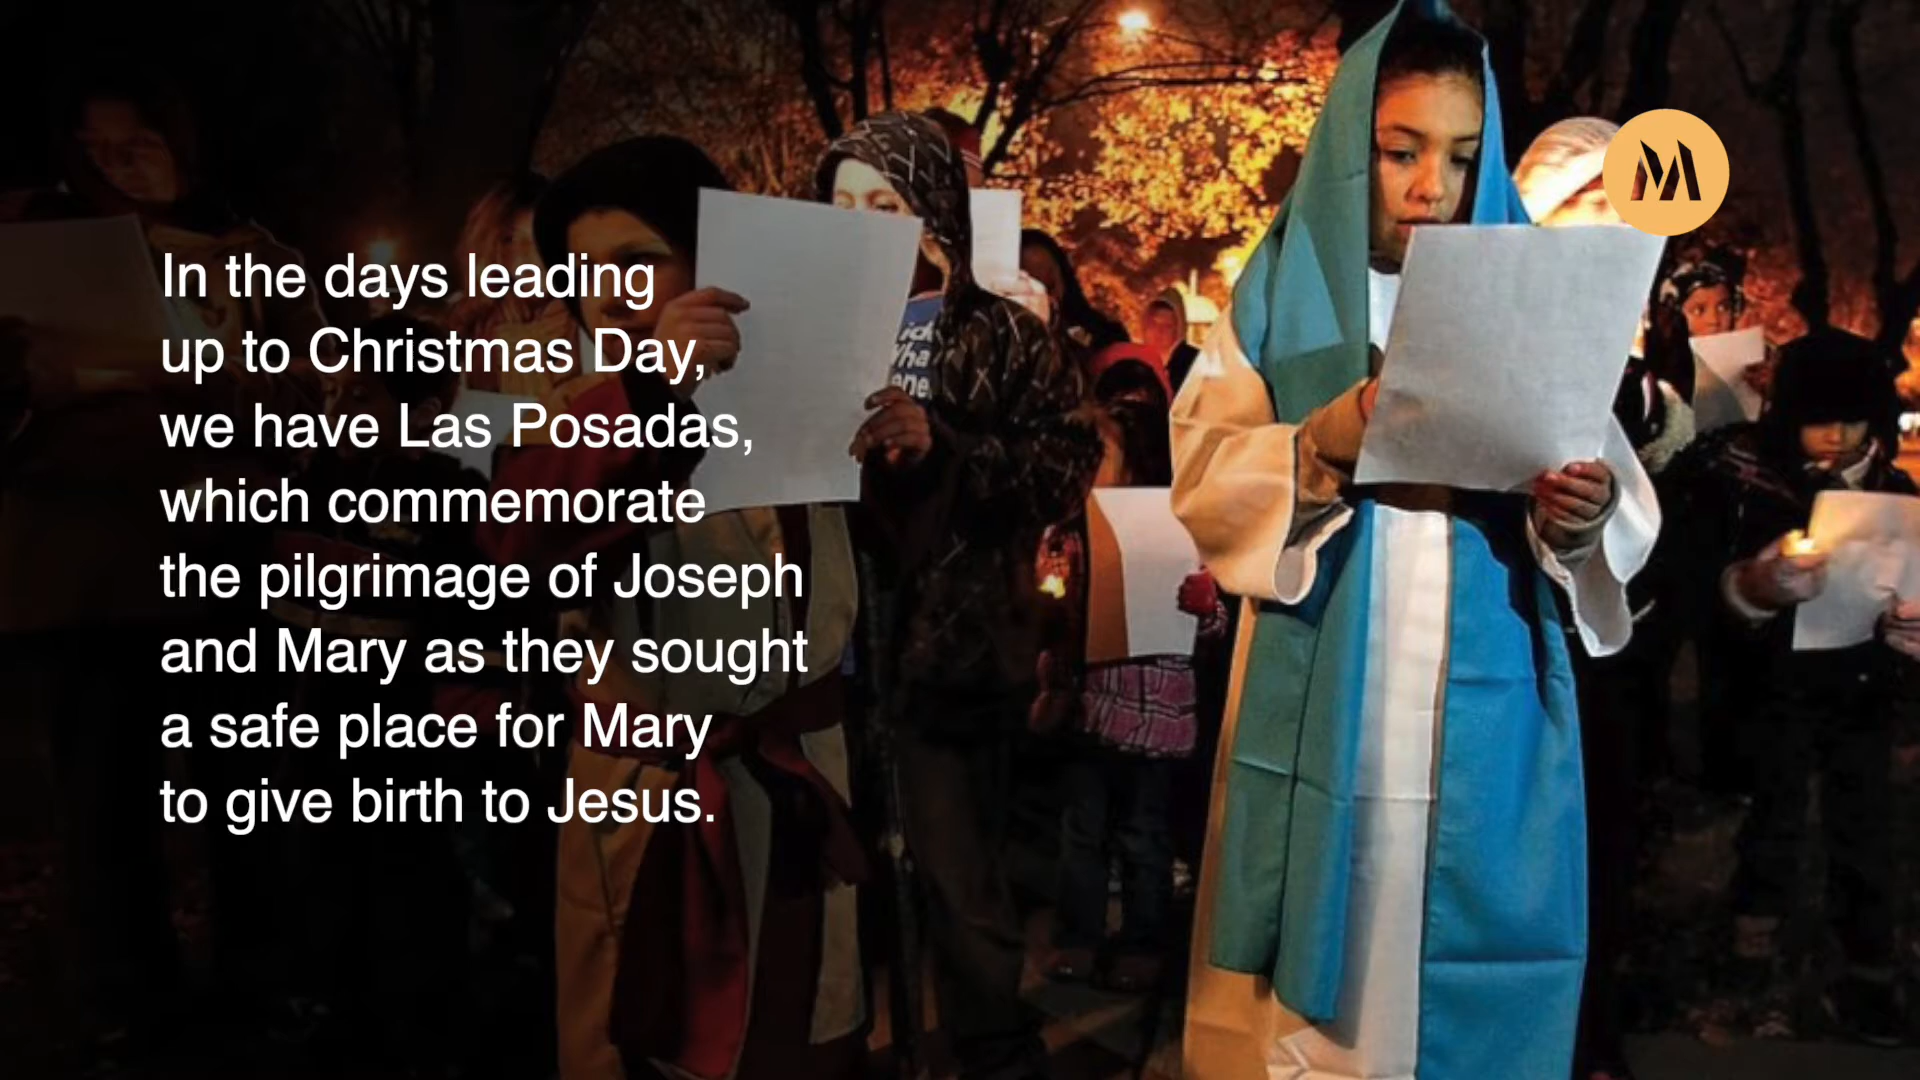 In the days leading
up to Christmas Day,
we have Las Posadas,
which commemorate
the pilgrimage of Joseph
and Mary as they sought
a safe place for Mary
to give birth to Jesus.
M